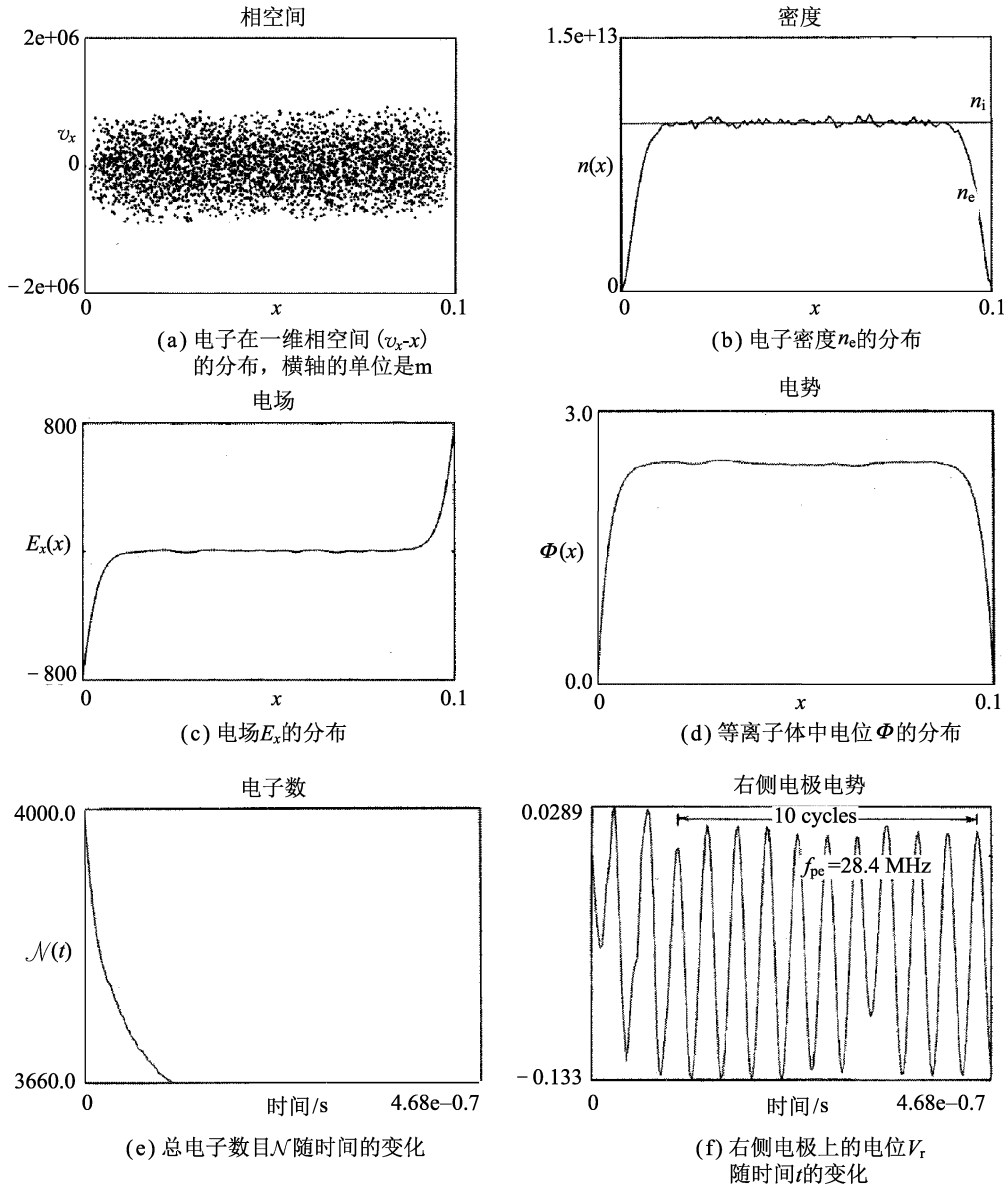 相空间
2e+06
v_x
0
−2e+06
0
x
0.1
(a) 电子在一维相空间 (v_x-x)
的分布，横轴的单位是m
密度
1.5e+13
n_i
n(x)
n_e
0
0
x
0.1
(b) 电子密度n_e的分布
电场
800
E_x(x)
−800
0
x
0.1
(c) 电场E_x的分布
电势
3.0
Φ(x)
0.0
0
x
0.1
(d) 等离子体中电位Φ的分布
电子数
4000.0
𝒩(t)
3660.0
0
时间/s
4.68e–0.7
(e) 总电子数目𝒩随时间的变化
右侧电极电势
0.0289
10 cycles
f_pe=28.4 MHz
−0.133
0
时间/s
4.68e–0.7
(f) 右侧电极上的电位V_r
随时间t的变化